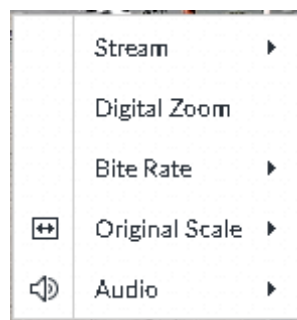 Stream
Digital Zoom
Bite Rate
Original Scale
Audio